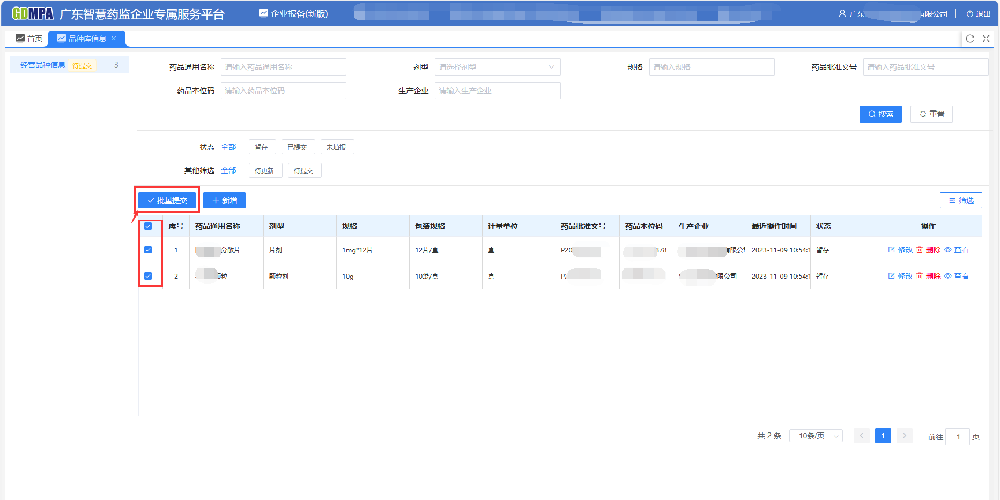 GDMPA 广东智慧药监企业专属服务平台 企业报备(新版) 广东 有限公司 退出
首页 品种库信息 ×
经营品种信息 待提交 3
药品通用名称 请输入药品通用名称 剂型 请选择剂型 规格 请输入规格 药品批准文号 请输入药品批准文号
药品本位码 请输入药品本位码 生产企业 请输入生产企业
搜索 重置
状态 全部 暂存 已提交 未填报
其他筛选 全部 待更新 待提交
批量提交 新增 筛选
序号 药品通用名称 剂型 规格 包装规格 计量单位 药品批准文号 药品本位码 生产企业 最近操作时间 状态 操作
1 分散片 片剂 1mg*12片 12片/盒 盒 P20 378 有限公司 2023-11-09 10:54:1 暂存 修改 删除 查看
2 颗粒 颗粒剂 10g 10袋/盒 盒 P2 限公司 2023-11-09 10:54:1 暂存 修改 删除 查看
共 2 条 10条/页 1 前往 1 页